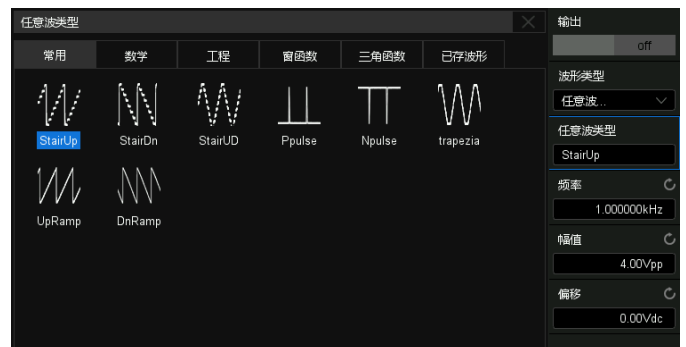 任意波类型
常用 数学 工程 窗函数 三角函数 已存波形
StairUp StairDn StairUD Ppulse Npulse trapezia
UpRamp DnRamp
输出
off
波形类型
任意波...
任意波类型
StairUp
频率
1.000000kHz
幅值
4.00Vpp
偏移
0.00Vdc